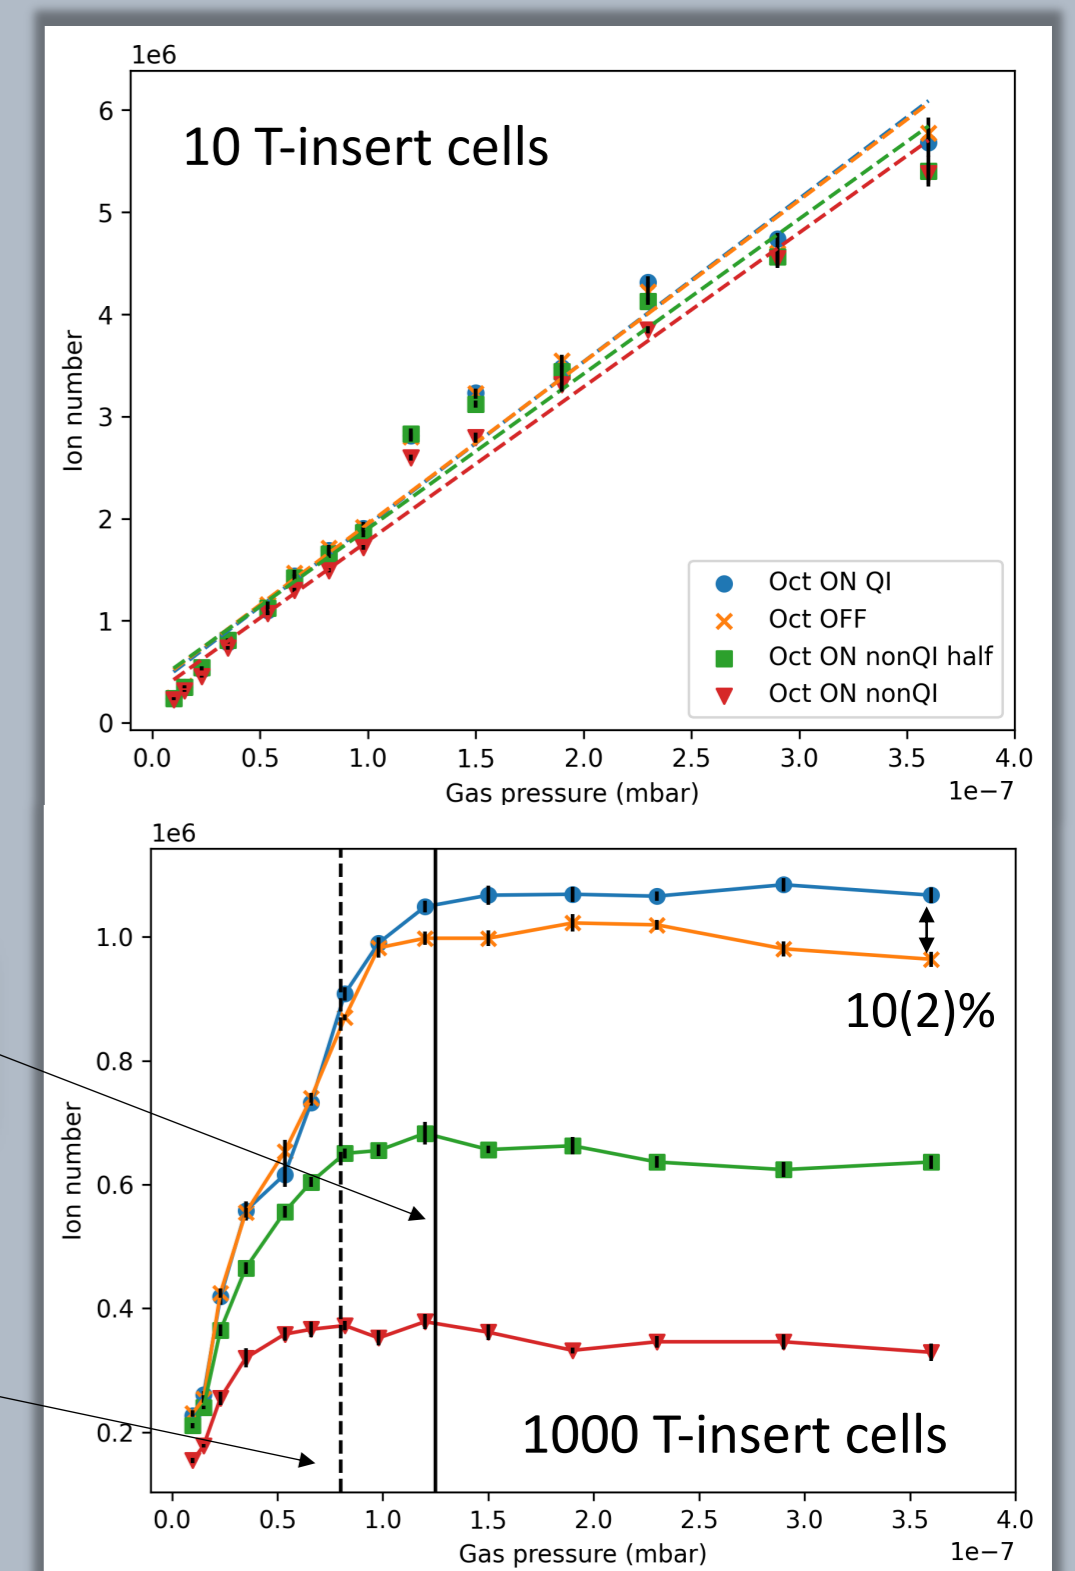 1e6
10 T-insert cells
6
5
4
3
2
1
0
Ion number
Oct ON QI
Oct OFF
Oct ON nonQI half
Oct ON nonQI
0.0 0.5 1.0 1.5 2.0 2.5 3.0 3.5 4.0
Gas pressure (mbar)
1e−7
1e6
1.0
0.8
0.6
0.4
0.2
Ion number
10(2)%
1000 T-insert cells
0.0 0.5 1.0 1.5 2.0 2.5 3.0 3.5 4.0
Gas pressure (mbar)
1e−7